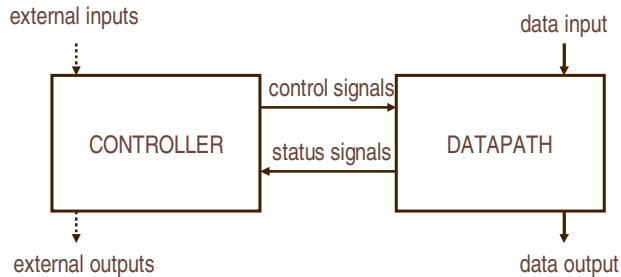 external inputs
data input
control signals
CONTROLLER
DATAPATH
status signals
external outputs
data output